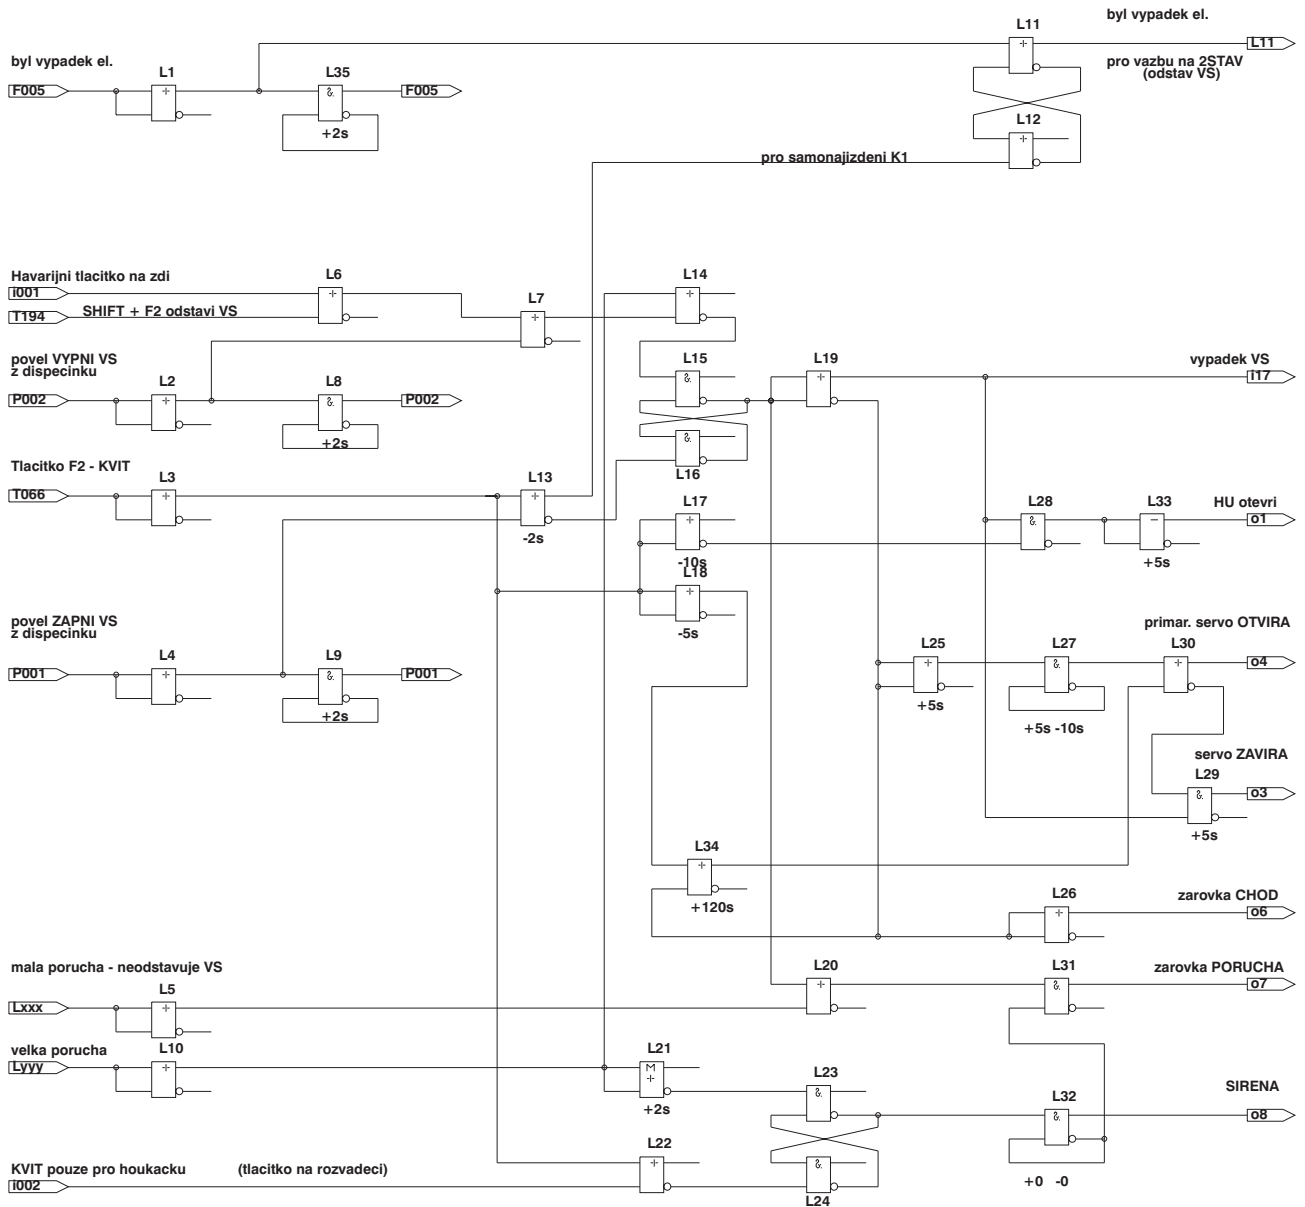 byl vypadek el.
L11
L11
byl vypadek el.
L1
L35
pro vazbu na 2STAV
(odstav VS)
F005
&
F005
+2s
L12
pro samonajizdeni K1
Havarijni tlacitko na zdi
L6
L14
i001
L7
T194
SHIFT + F2 odstavi VS
povel VYPNI VS
z dispecinku
L15
L19
vypadek VS
L2
L8
&
i17
P002
&
P002
+2s
&
Tlacitko F2 - KVIT
L3
L13
L16
T066
L17
L28
L33
HU otevri
-2s
&
o1
-10s
L18
+5s
-5s
povel ZAPNI VS
z dispecinku
primar. servo OTVIRA
L4
L9
L25
L27
L30
P001
&
P001
&
o4
+2s
+5s
+5s -10s
servo ZAVIRA
L29
&
o3
+5s
L34
+120s
L26
zarovka CHOD
o6
mala porucha - neodstavuje VS
L20
L31
zarovka PORUCHA
L5
&
o7
Lxxx
velka porucha
L10
L21
Lyyy
M
L23
L32
SIRENA
+2s
&
&
o8
L22
KVIT pouze pro houkacku
(tlacitko na rozvadeci)
&
i002
L24
+0 -0